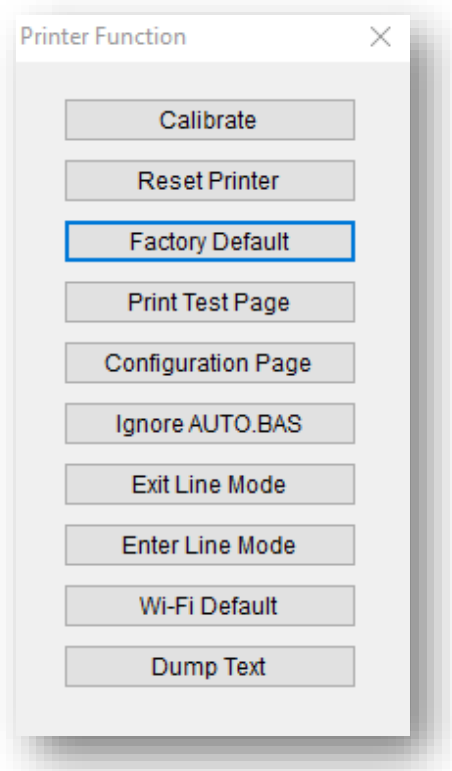 Printer Function
Calibrate
Reset Printer
Factory Default
Print Test Page
Configuration Page
Ignore AUTO.BAS
Exit Line Mode
Enter Line Mode
Wi-Fi Default
Dump Text